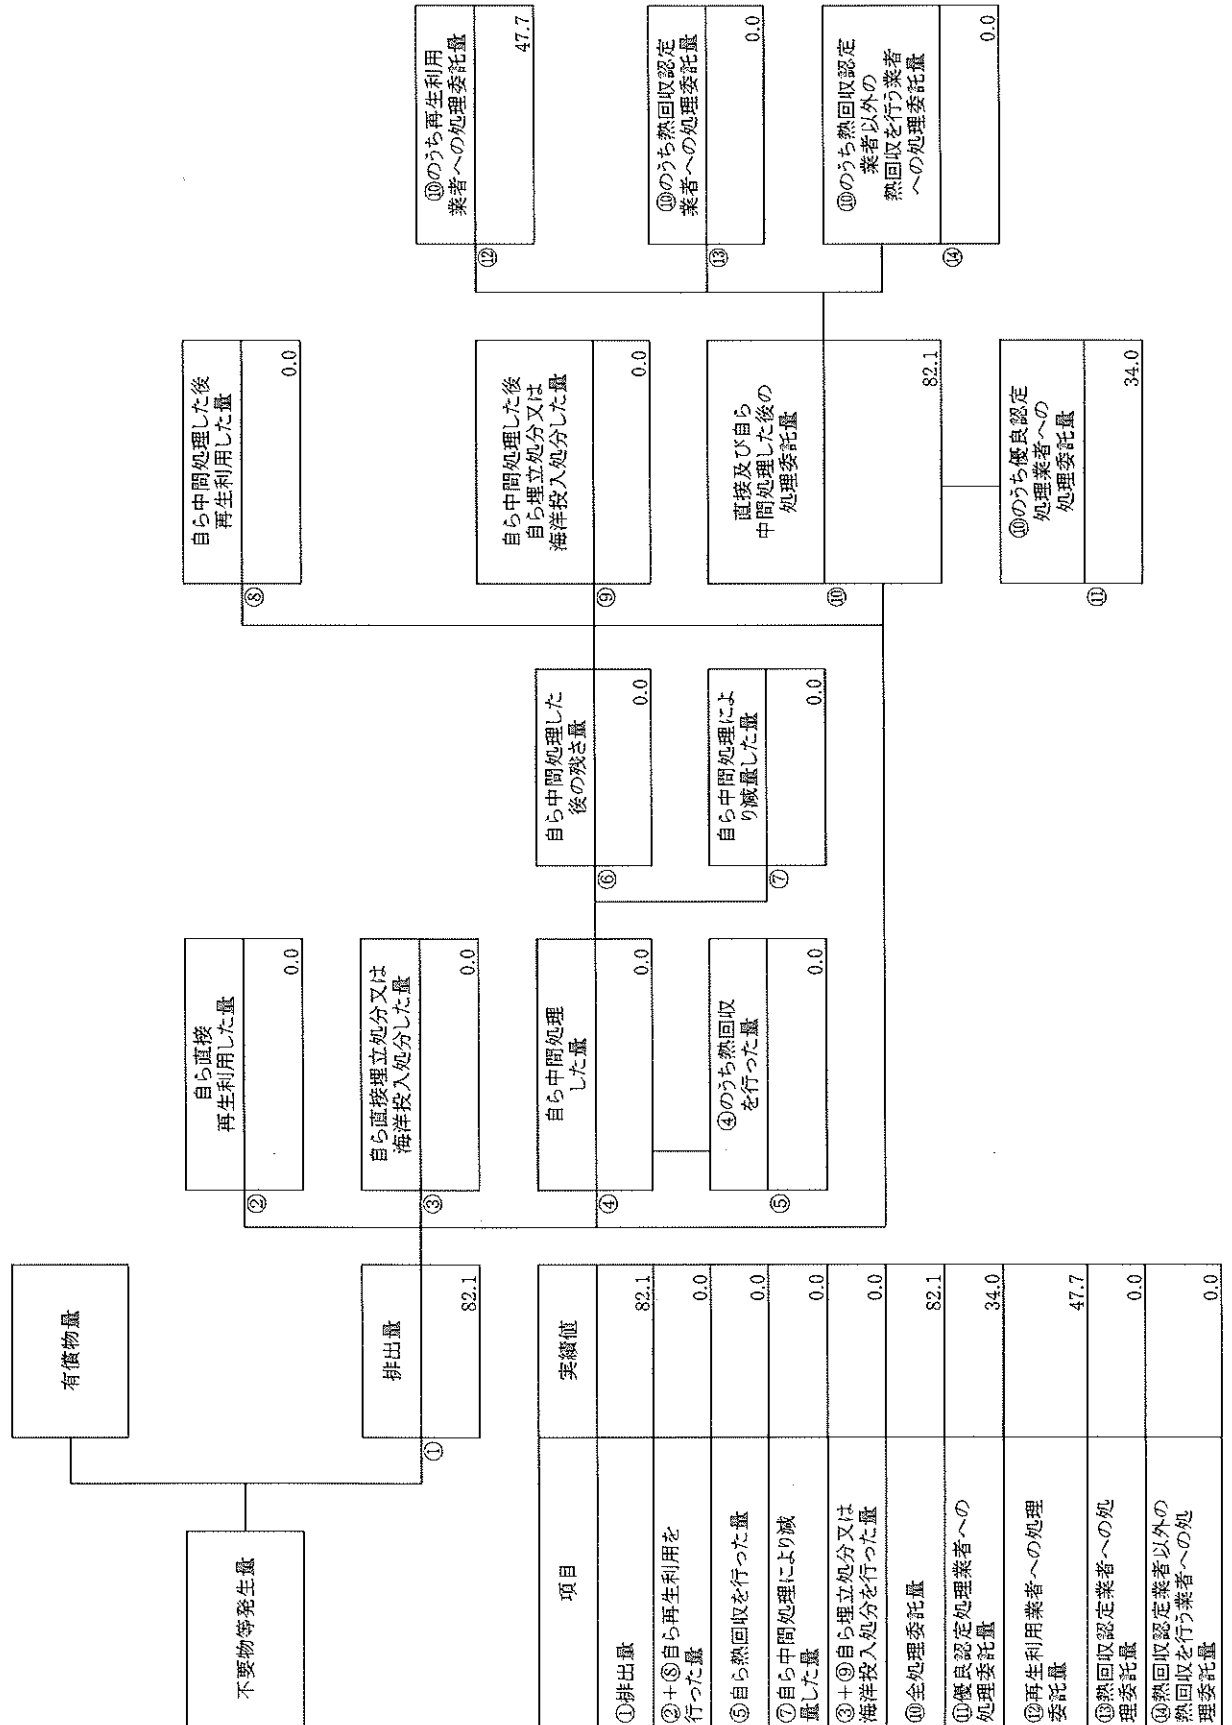 有償物量
不要物等発生量
①
排出量
82.1
②
自ら直接
再生利用した量
0.0
③
自ら直接埋立処分又は
海洋投入処分した量
0.0
④
自ら中間処理
した量
0.0
⑤
④のうち熱回収
を行った量
0.0
⑥
自ら中間処理した
後の残さ量
0.0
⑦
自ら中間処理によ
り減量した量
0.0
⑧
自ら中間処理した後
再生利用した量
0.0
⑨
自ら中間処理した後
自ら埋立処分又は
海洋投入処分した量
0.0
⑩
直接及び自ら
中間処理した後の
処理委託量
82.1
⑪
⑩のうち優良認定
処理業者への
処理委託量
34.0
⑫
⑩のうち再生利用
業者への処理委託量
47.7
⑬
⑩のうち熱回収認定
業者への処理委託量
0.0
⑭
⑩のうち熱回収認定
業者以外の
熱回収を行う業者
への処理委託量
0.0
項目
実績値
①排出量
82.1
②+⑧自ら再生利用を
行った量
0.0
⑤自ら熱回収を行った量
0.0
⑦自ら中間処理により減
量した量
0.0
③+⑨自ら埋立処分又は
海洋投入処分を行った量
0.0
⑩全処理委託量
82.1
⑪優良認定処理業者への
処理委託量
34.0
⑫再生利用業者への処理
委託量
47.7
⑬熱回収認定業者への処
理委託量
0.0
⑭熱回収認定業者以外の
熱回収を行う業者への処
理委託量
0.0